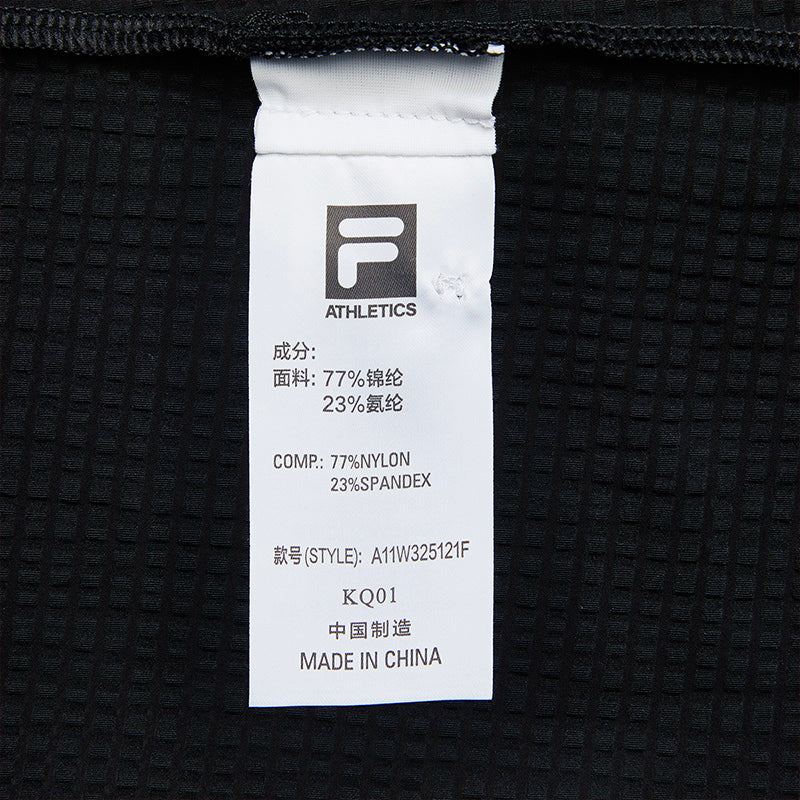 F
ATHLETICS
成分:
面料: 77%锦纶
23%氨纶
COMP.: 77%NYLON
23%SPANDEX
款号(STYLE): A11W325121F
KQ01
中国制造
MADE IN CHINA